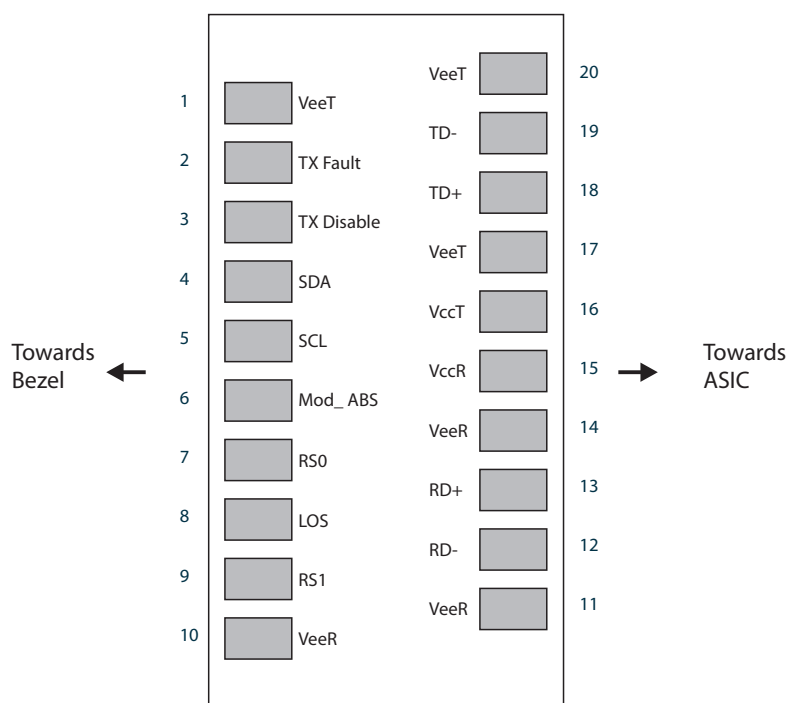 1 VeeT
2 TX Fault
3 TX Disable
4 SDA
5 SCL
6 Mod_ ABS
7 RS0
8 LOS
9 RS1
10 VeeR
VeeT 20
TD- 19
TD+ 18
VeeT 17
VccT 16
VccR 15
VeeR 14
RD+ 13
RD- 12
VeeR 11
Towards
Bezel
Towards
ASIC